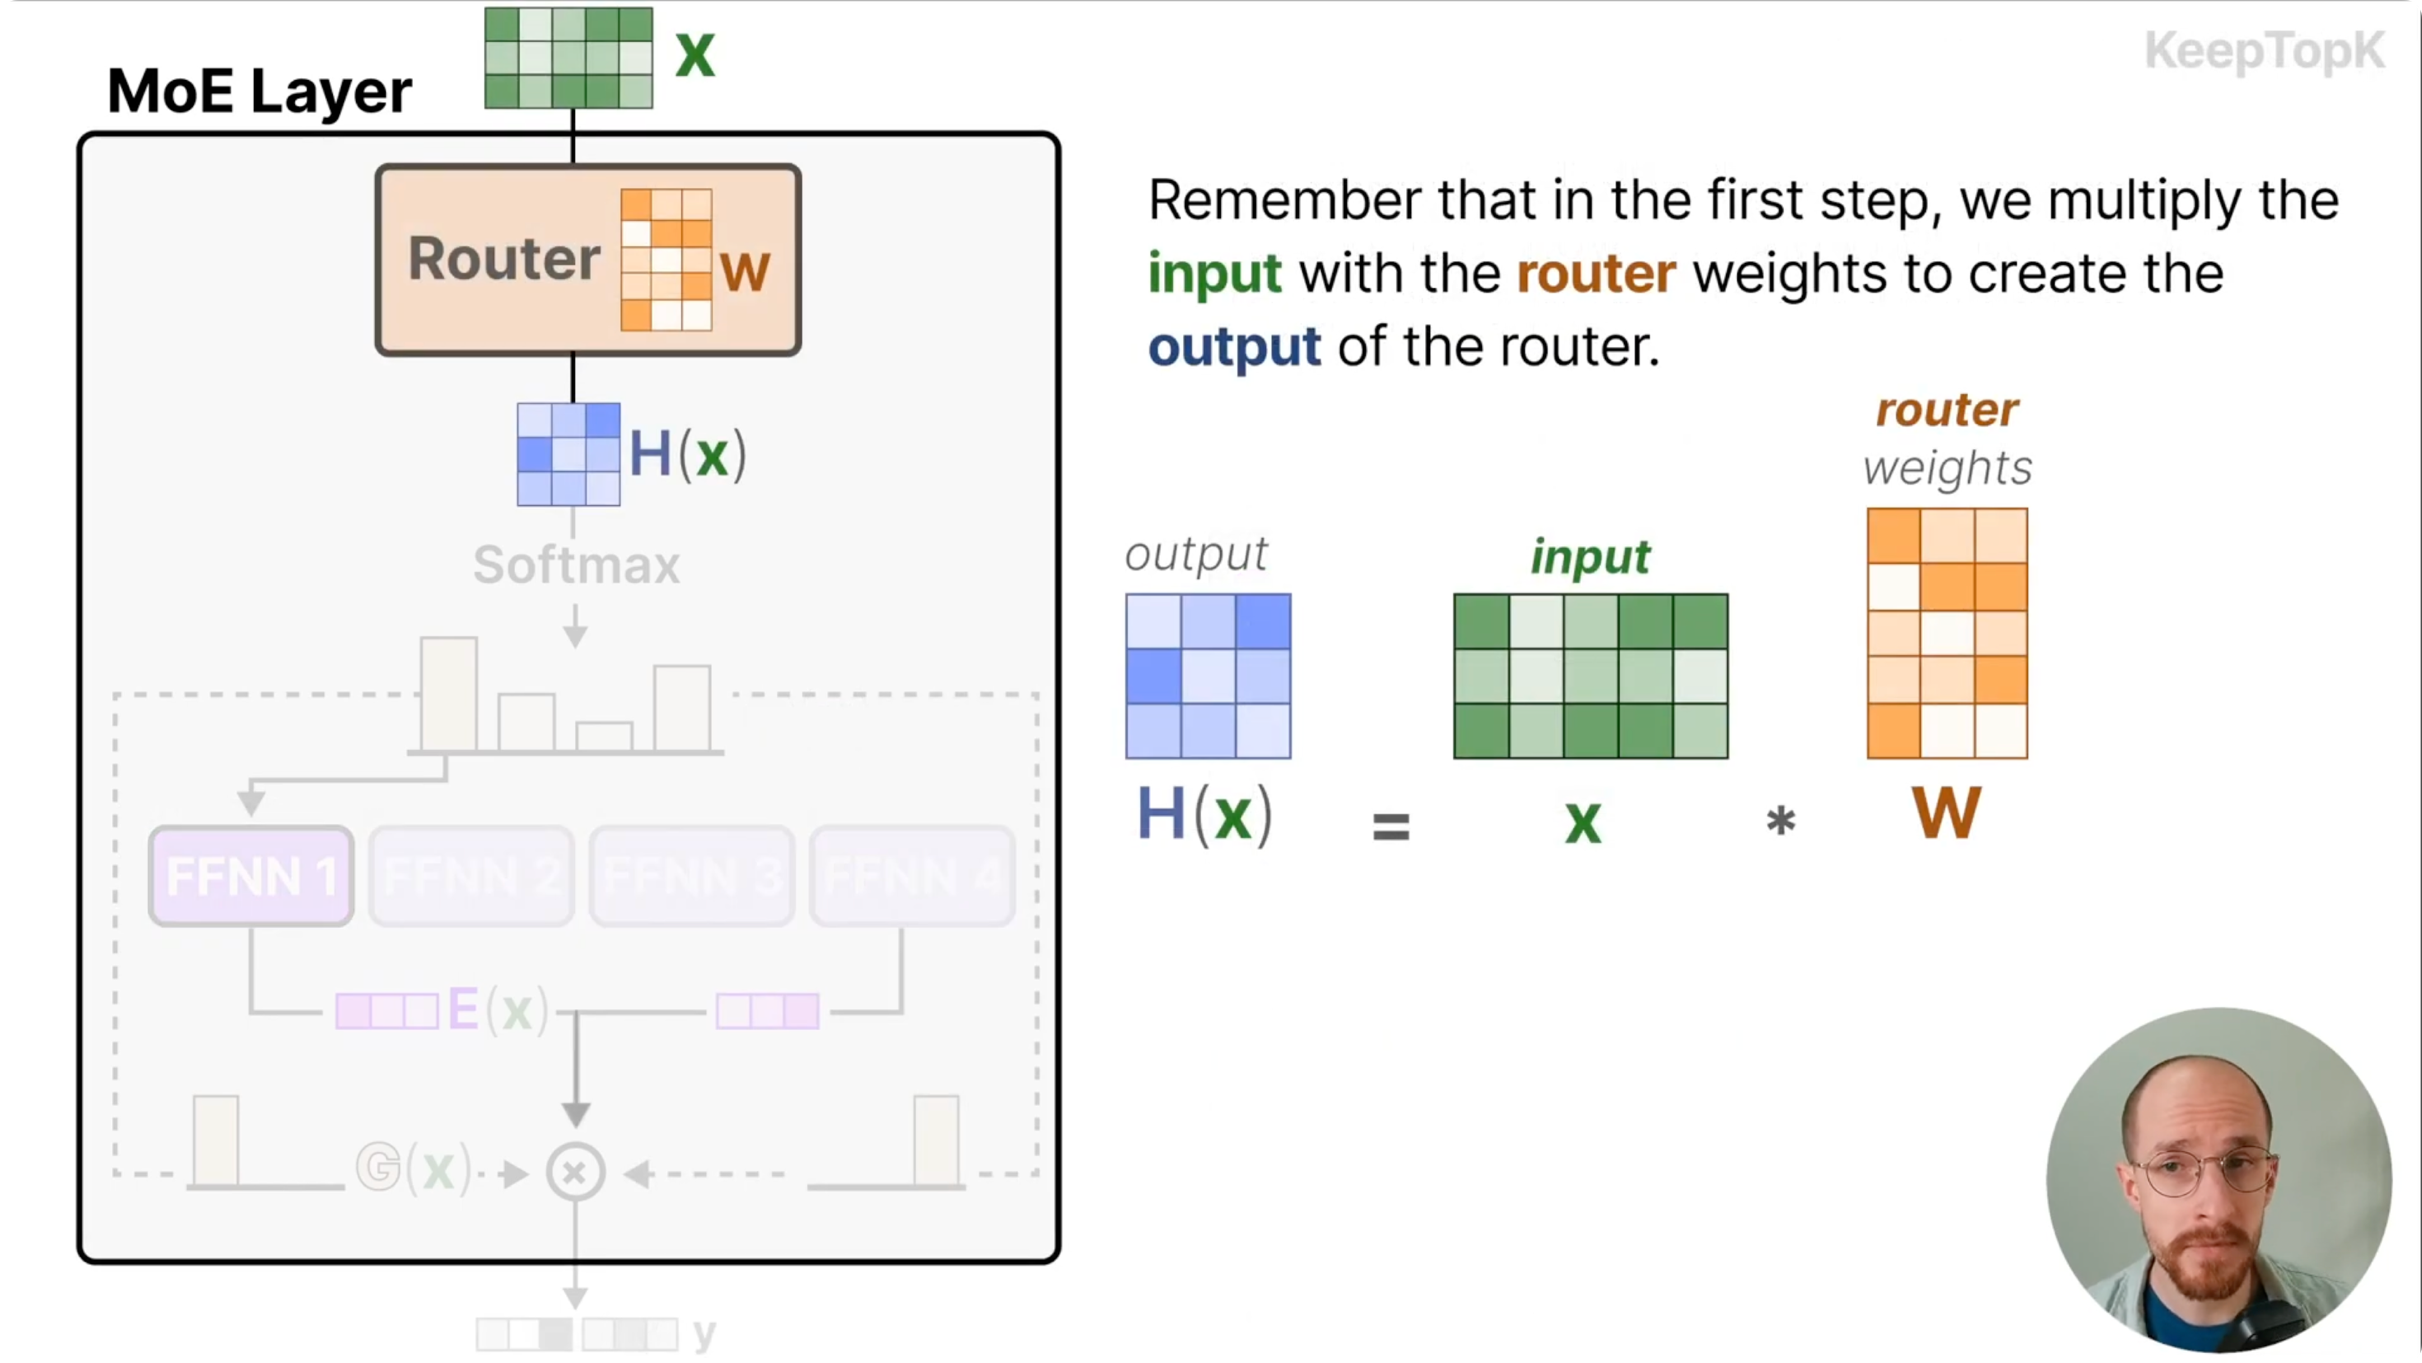 KeepTopK
MoE Layer
X
Router
W
H(x)
Softmax
FFNN 1
FFNN 2
FFNN 3
FFNN 4
E(x)
G(x)
y
Remember that in the first step, we multiply the
input with the router weights to create the
output of the router.
router
weights
output
input
H(x) = x * W